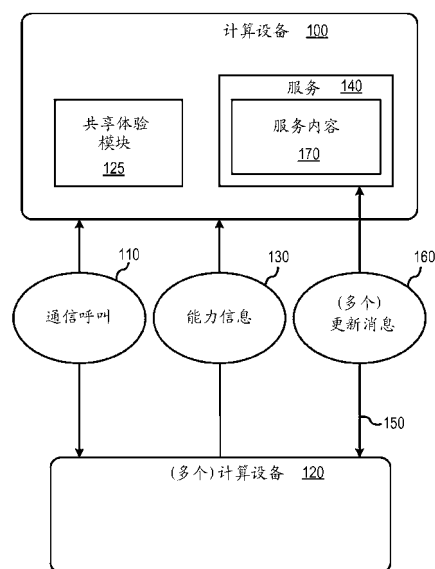 计算设备 100
服务 140
共享体验
模块
125
服务内容
170
110
130
160
通信呼叫
能力信息
(多个)
更新消息
150
(多个)计算设备 120